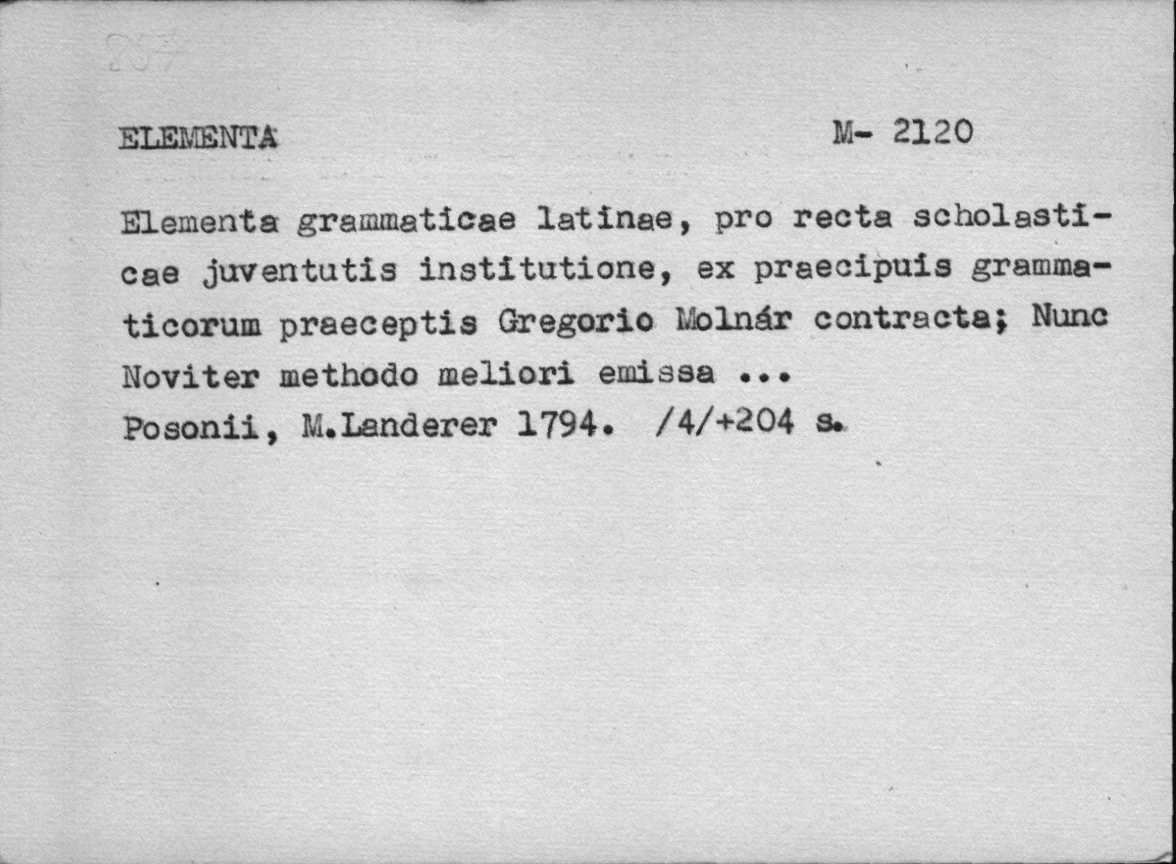 ELEMENTA M- 2120
Elementa grammaticae latinae, pro recta scholasti-
cae juventutis institutione, ex praecipuis gramma-
ticorum praeceptis Gregorio Molnár contracta; Nunc
Noviter methodo meliori emissa ...
Posonii, M.Landerer 1794. /4/+204 s.